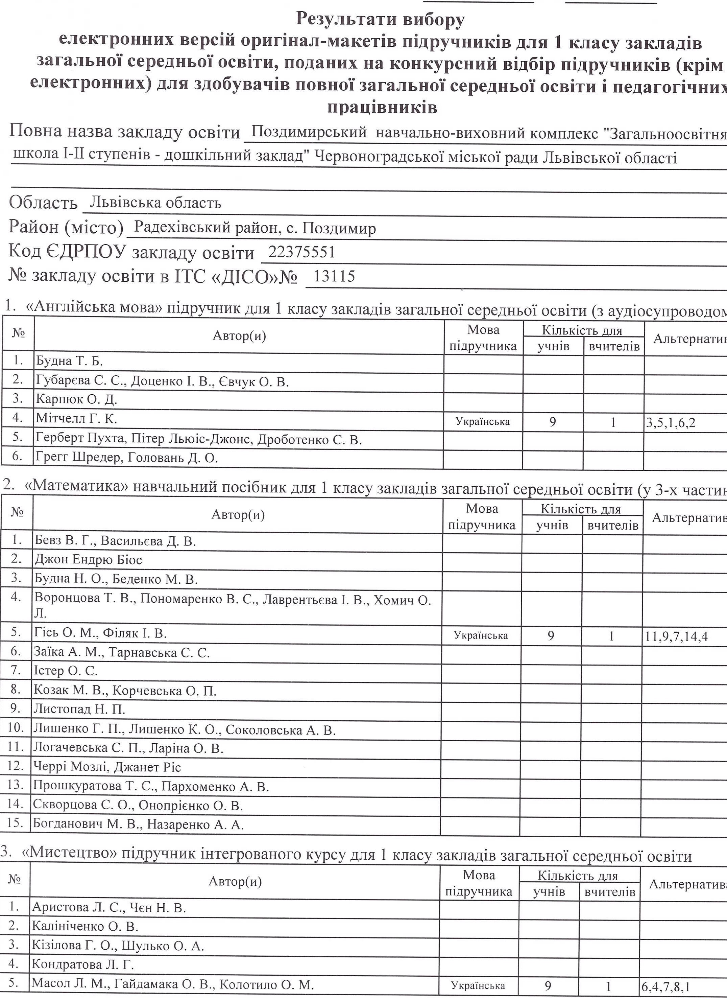 Результати вибору
електронних версій оригінал-макетів підручників для 1 класу закладів
загальної середньої освіти, поданих на конкурсний відбір підручників (крім
електронних) для здобувачів повної загальної середньої освіти і педагогічних
працівників
Повна назва закладу освіти Поздимирський навчально-виховний комплекс "Загальноосвітня
школа І-ІІ ступенів - дошкільний заклад" Червоноградської міської ради Львівської області
Область Львівська область
Район (місто) Радехівський район, с. Поздимир
Код ЄДРПОУ закладу освіти 22375551
№ закладу освіти в ІТС «ДІСО»№ 13115
1. «Англійська мова» підручник для 1 класу закладів загальної середньої освіти (з аудіосупроводом
№ Автор(и) Мова підручника Кількість для учнів вчителів Альтернатив
1. Будна Т. Б.
2. Губарєва С. С., Доценко І. В., Євчук О. В.
3. Карпюк О. Д.
4. Мітчелл Г. К. Українська 9 1 3,5,1,6,2
5. Герберт Пухта, Пітер Льюіс-Джонс, Дроботенко С. В.
6. Грегг Шредер, Головань Д. О.
2. «Математика» навчальний посібник для 1 класу закладів загальної середньої освіти (у 3-х частин
№ Автор(и) Мова підручника Кількість для учнів вчителів Альтернатив
1. Бевз В. Г., Васильєва Д. В.
2. Джон Ендрю Біос
3. Будна Н. О., Беденко М. В.
4. Воронцова Т. В., Пономаренко В. С., Лаврентьєва І. В., Хомич О.
Л.
5. Гісь О. М., Філяк І. В. Українська 9 1 11,9,7,14,4
6. Заїка А. М., Тарнавська С. С.
7. Істер О. С.
8. Козак М. В., Корчевська О. П.
9. Листопад Н. П.
10. Лишенко Г. П., Лишенко К. О., Соколовська А. В.
11. Логачевська С. П., Ларіна О. В.
12. Черрі Мозлі, Джанет Ріс
13. Прошкуратова Т. С., Пархоменко А. В.
14. Скворцова С. О., Онопрієнко О. В.
15. Богданович М. В., Назаренко А. А.
3. «Мистецтво» підручник інтегрованого курсу для 1 класу закладів загальної середньої освіти
№ Автор(и) Мова підручника Кількість для учнів вчителів Альтернатива
1. Аристова Л. С., Чєн Н. В.
2. Калініченко О. В.
3. Кізілова Г. О., Шулько О. А.
4. Кондратова Л. Г.
5. Масол Л. М., Гайдамака О. В., Колотило О. М. Українська 9 1 6,4,7,8,1